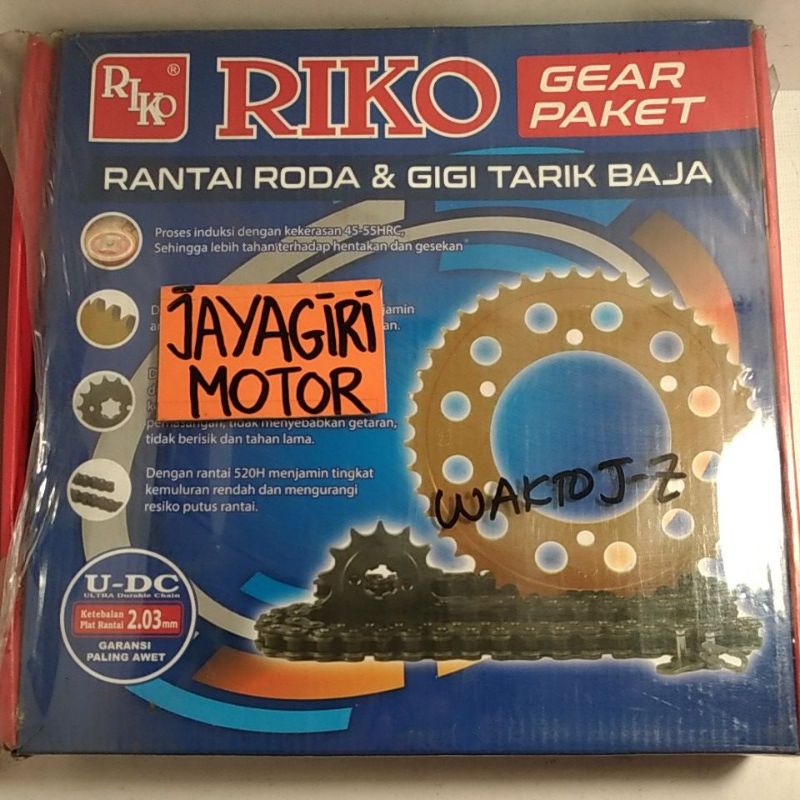 RIKO ®
RIKO
GEAR
PAKET
RANTAI RODA & GIGI TARIK BAJA
Proses induksi dengan kekerasan 45-55HRC,
Sehingga lebih tahan terhadap hentakan dan gesekan
JAYAGIRI
MOTOR
pemasangan, tidak menyebabkan getaran,
tidak berisik dan tahan lama.
Dengan rantai 520H menjamin tingkat
kemuluran rendah dan mengurangi
resiko putus rantai.
WAKTO J-Z
U-DC
ULTRA Durable Chain
Ketebalan
Plat Rantai 2.03mm
GARANSI
PALING AWET